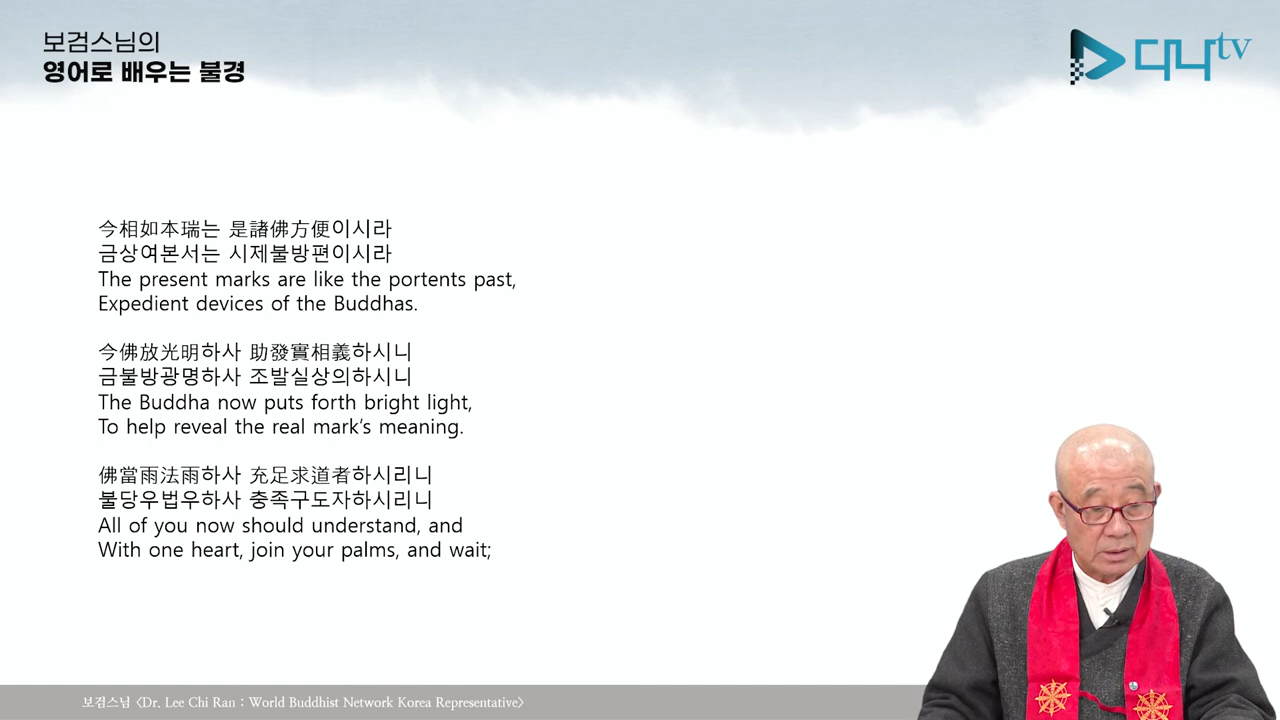 보검스님의
영어로 배우는 불경
디나tv
今相如本瑞는 是諸佛方便이시라
금상여본서는 시제불방편이시라
The present marks are like the portents past,
Expedient devices of the Buddhas.
今佛放光明하사 助發實相義하시니
금불방광명하사 조발실상의하시니
The Buddha now puts forth bright light,
To help reveal the real mark’s meaning.
佛當雨法雨하사 充足求道者하시리니
불당우법우하사 충족구도자하시리니
All of you now should understand, and
With one heart, join your palms, and wait;
보검스님 <Dr. Lee Chi Ran : World Buddhist Network Korea Representative>